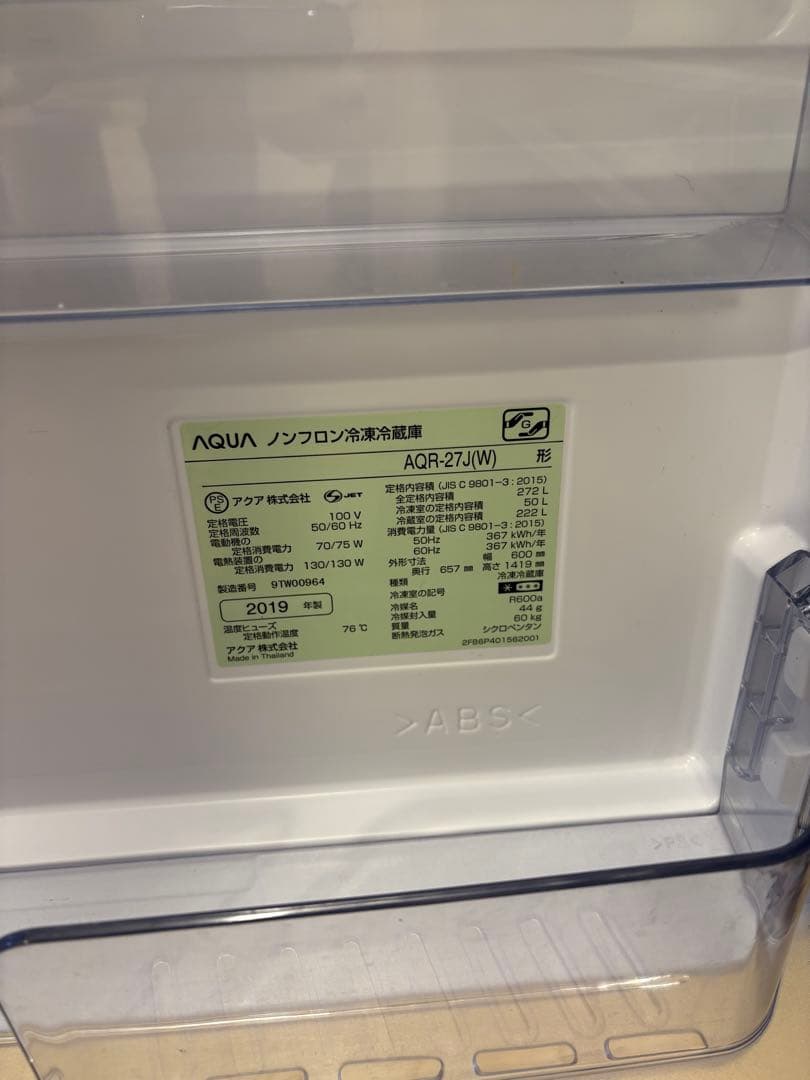 AQUA ノンフロン冷凍冷蔵庫
G
AQR-27J(W) 形
PS E アクア 株式会社 JET
定格電圧 100 V
定格周波数 50/60 Hz
電動機の
定格消費電力 70/75 W
電熱装置の
定格消費電力 130/130 W
製造番号 9TW00964
2019 年製
温度ヒューズ
定格動作温度 76 ℃
アクア 株式会社
Made in Thailand
定格内容積 (JIS C 9801-3 : 2015)
全定格内容積 272 L
冷凍室の定格内容積 50 L
冷蔵室の定格内容積 222 L
消費電力量 (JIS C 9801-3 : 2015)
50Hz 367 kWh/年
60Hz 367 kWh/年
外形寸法 幅 600 mm
奥行 657 mm 高さ 1419 mm
種類 冷凍冷蔵庫
冷凍室の記号 * ***
冷媒名 R600a
冷媒封入量 44 g
質量 60 kg
断熱発泡ガス シクロペンタン
2FB6P401562001
>ABS<